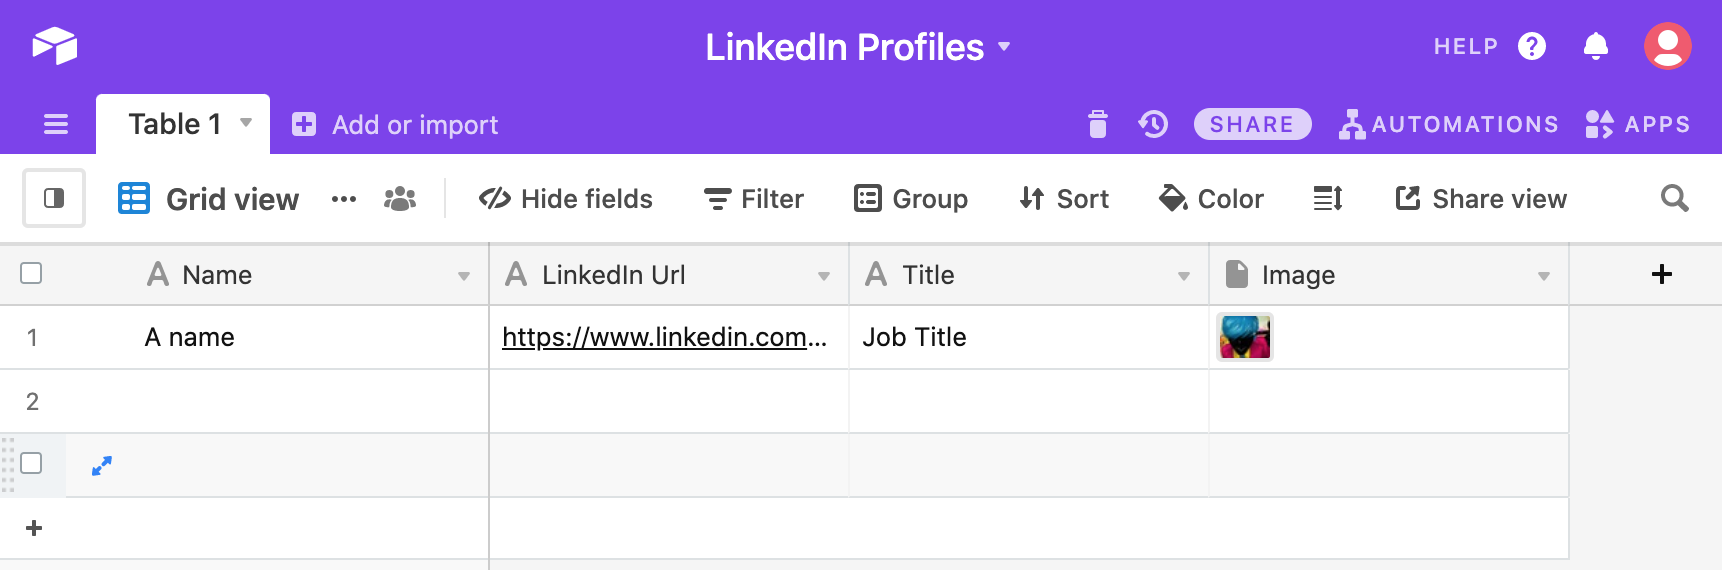 LinkedIn Profiles
HELP ?
Table 1
Add or import
SHARE
AUTOMATIONS
APPS
Grid view
Hide fields
Filter
Group
Sort
Color
Share view
A Name
A LinkedIn Url
A Title
Image
+
1
A name
https://www.linkedin.com...
Job Title
2
+